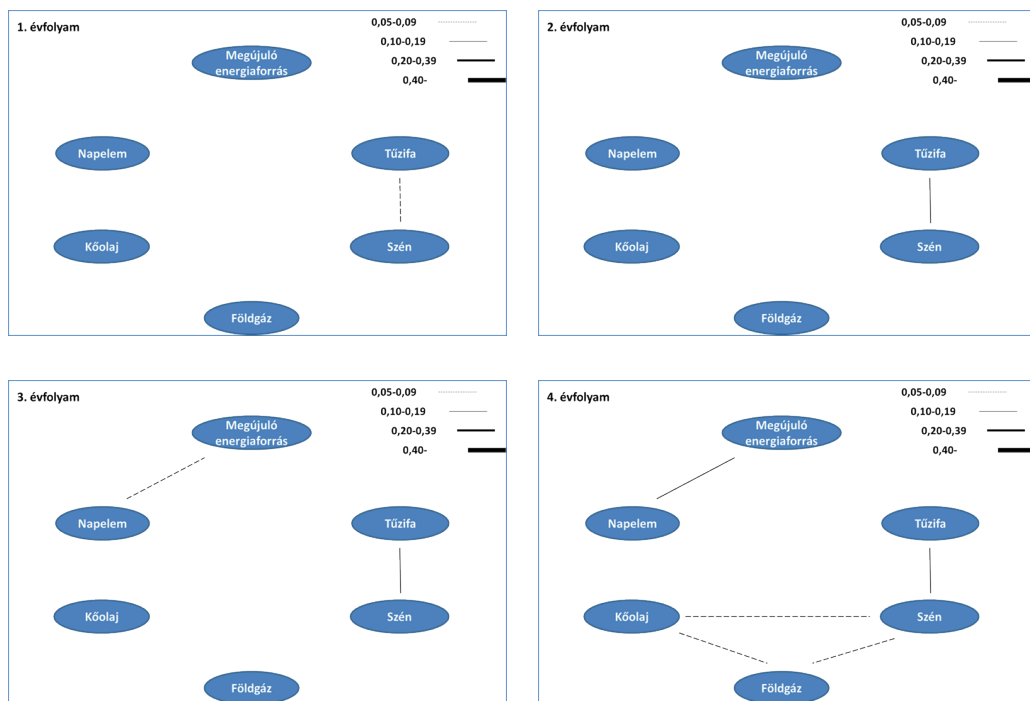 1. évfolyam
0,05-0,09
0,10-0,19
0,20-0,39
0,40-
Megújuló
energiaforrás
Napelem
Tűzifa
Kőolaj
Szén
Földgáz
2. évfolyam
0,05-0,09
0,10-0,19
0,20-0,39
0,40-
Megújuló
energiaforrás
Napelem
Tűzifa
Kőolaj
Szén
Földgáz
3. évfolyam
0,05-0,09
0,10-0,19
0,20-0,39
0,40-
Megújuló
energiaforrás
Napelem
Tűzifa
Kőolaj
Szén
Földgáz
4. évfolyam
0,05-0,09
0,10-0,19
0,20-0,39
0,40-
Megújuló
energiaforrás
Napelem
Tűzifa
Kőolaj
Szén
Földgáz